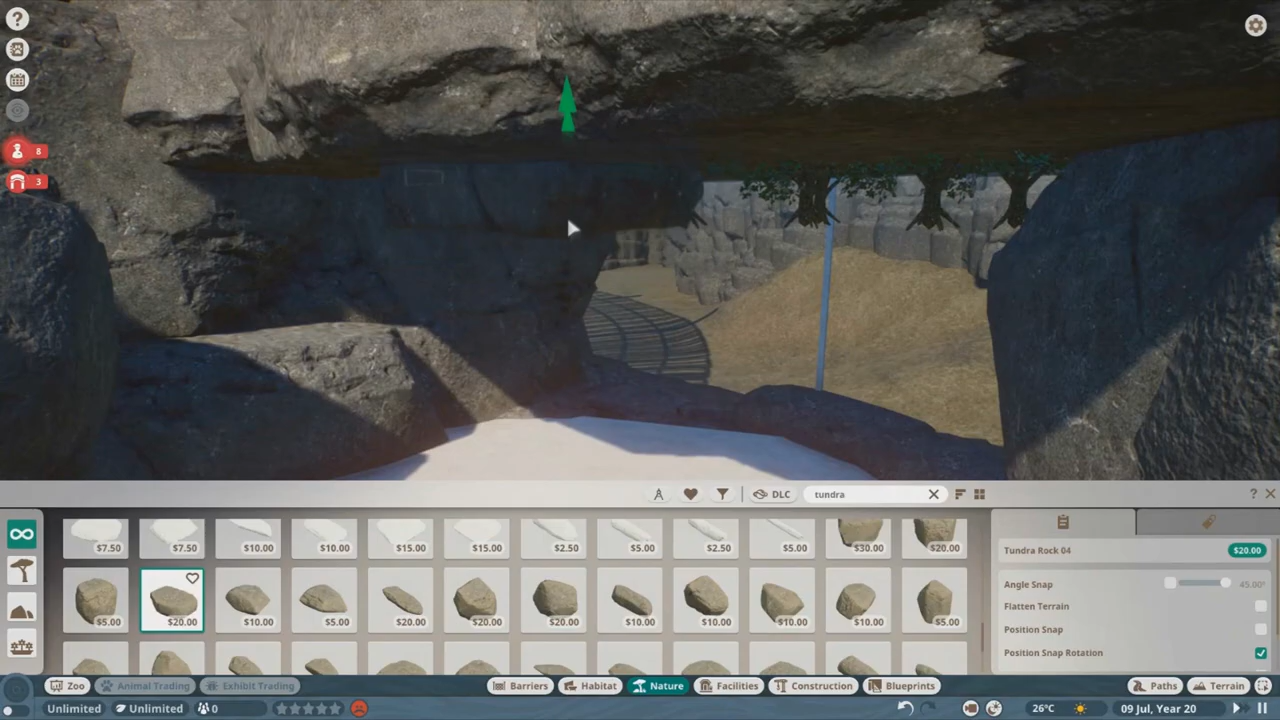 ?
8
3
DLC
tundra
?
$7.50
$7.50
$10.00
$10.00
$15.00
$15.00
$2.50
$5.00
$2.50
$5.00
$30.00
$20.00
Tundra Rock 04
$20.00
Angle Snap
45.00°
Flatten Terrain
Position Snap
Position Snap Rotation
$5.00
$20.00
$10.00
$5.00
$20.00
$20.00
$20.00
$10.00
$10.00
$10.00
$10.00
$5.00
Zoo
Animal Trading
Exhibit Trading
Barriers
Habitat
Nature
Facilities
Construction
Blueprints
Paths
Terrain
Unlimited
Unlimited
0
26°C
09 Jul, Year 20